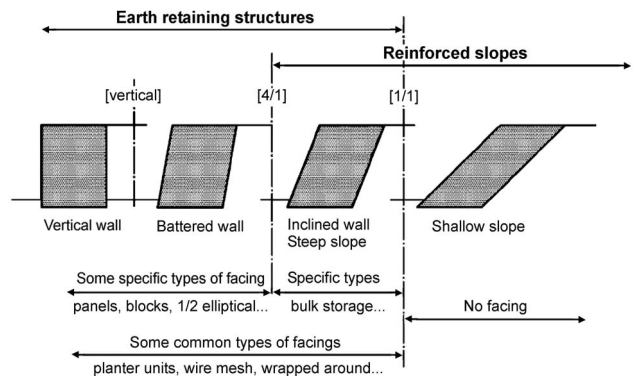 Earth retaining structures
Reinforced slopes
[vertical]
[4/1]
[1/1]
Vertical wall
Battered wall
Inclined wall
Steep slope
Shallow slope
Some specific types of facing
panels, blocks, 1/2 elliptical...
Specific types
bulk storage...
No facing
Some common types of facings
planter units, wire mesh, wrapped around...